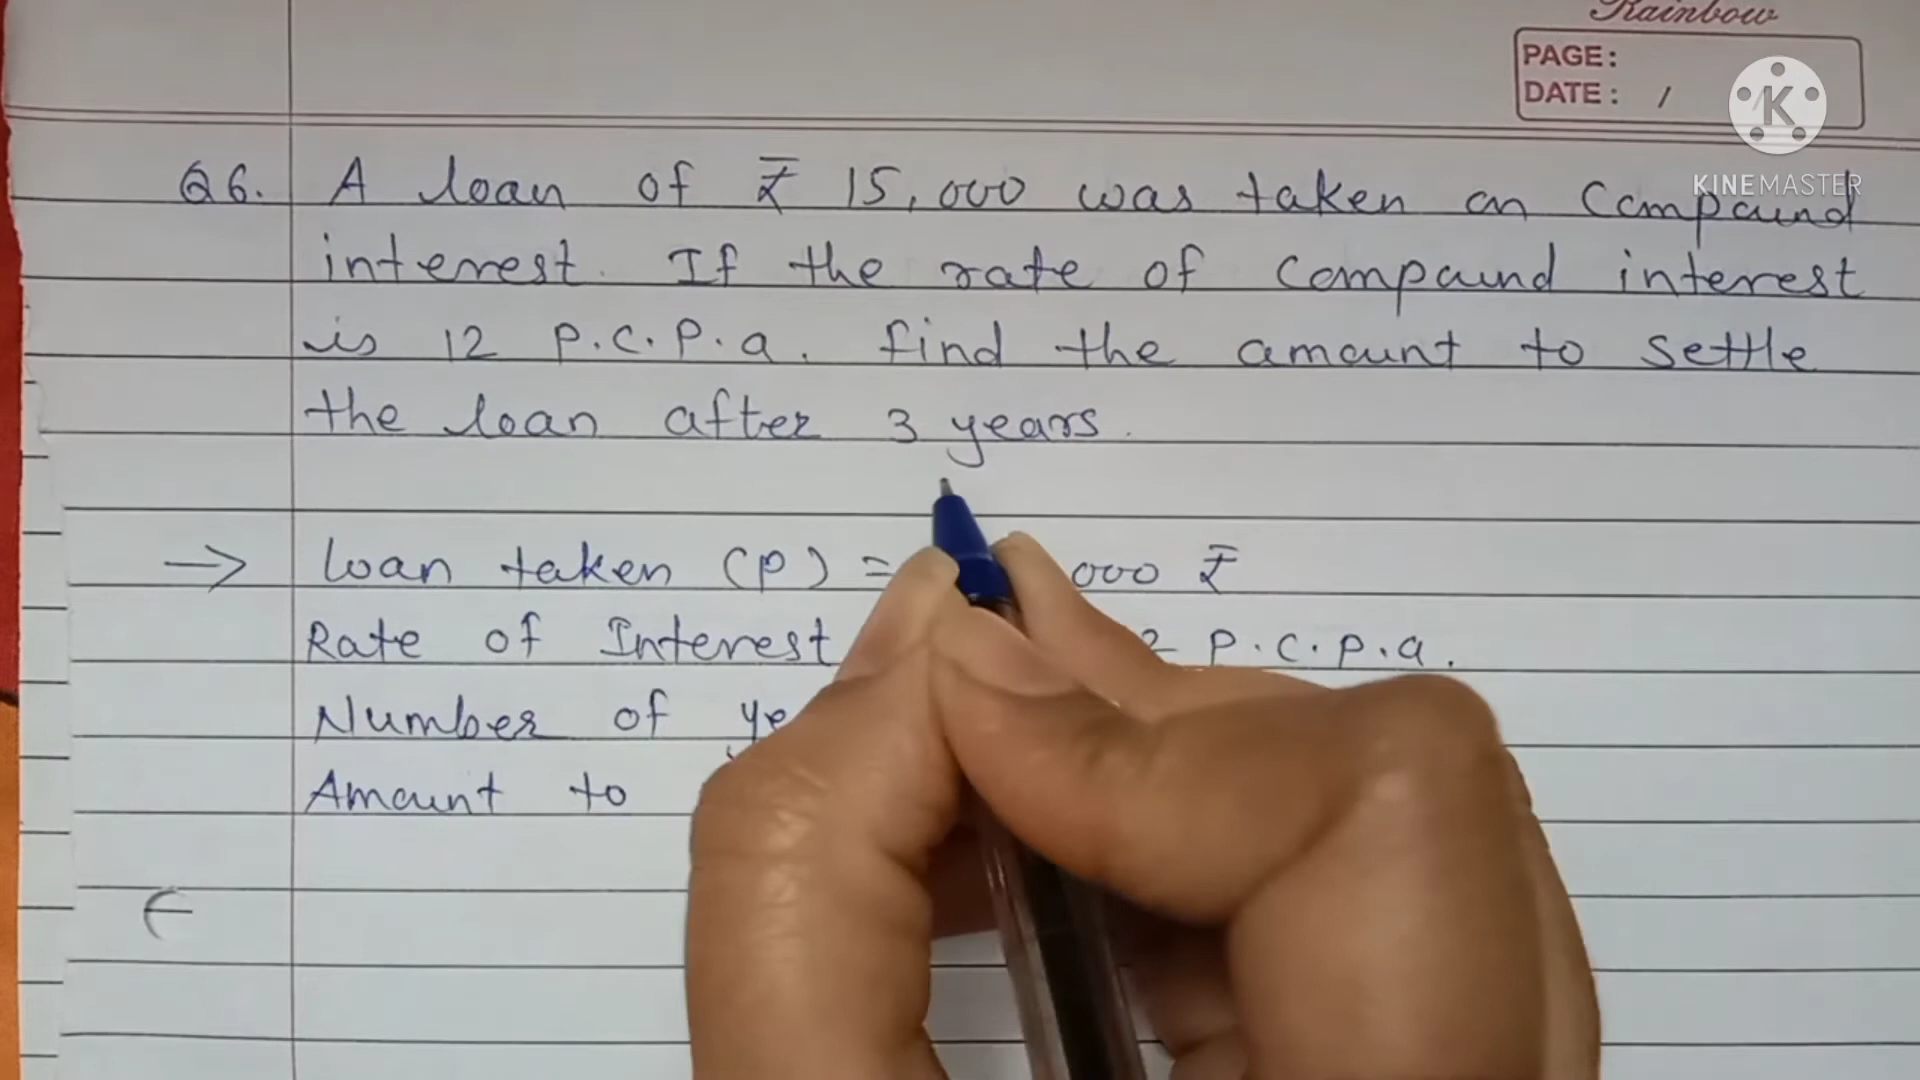 Rainbow
PAGE:
DATE: /
KINEMASTER
Q6. A loan of ₹ 15,000 was taken on compound
interest. If the rate of compound interest
is 12 P.C.P.a. find the amount to settle
the loan after 3 years.
→ Loan taken (P) = 000 ₹
Rate of Interest 2 P.C.P.a.
Number of ye
Amount to